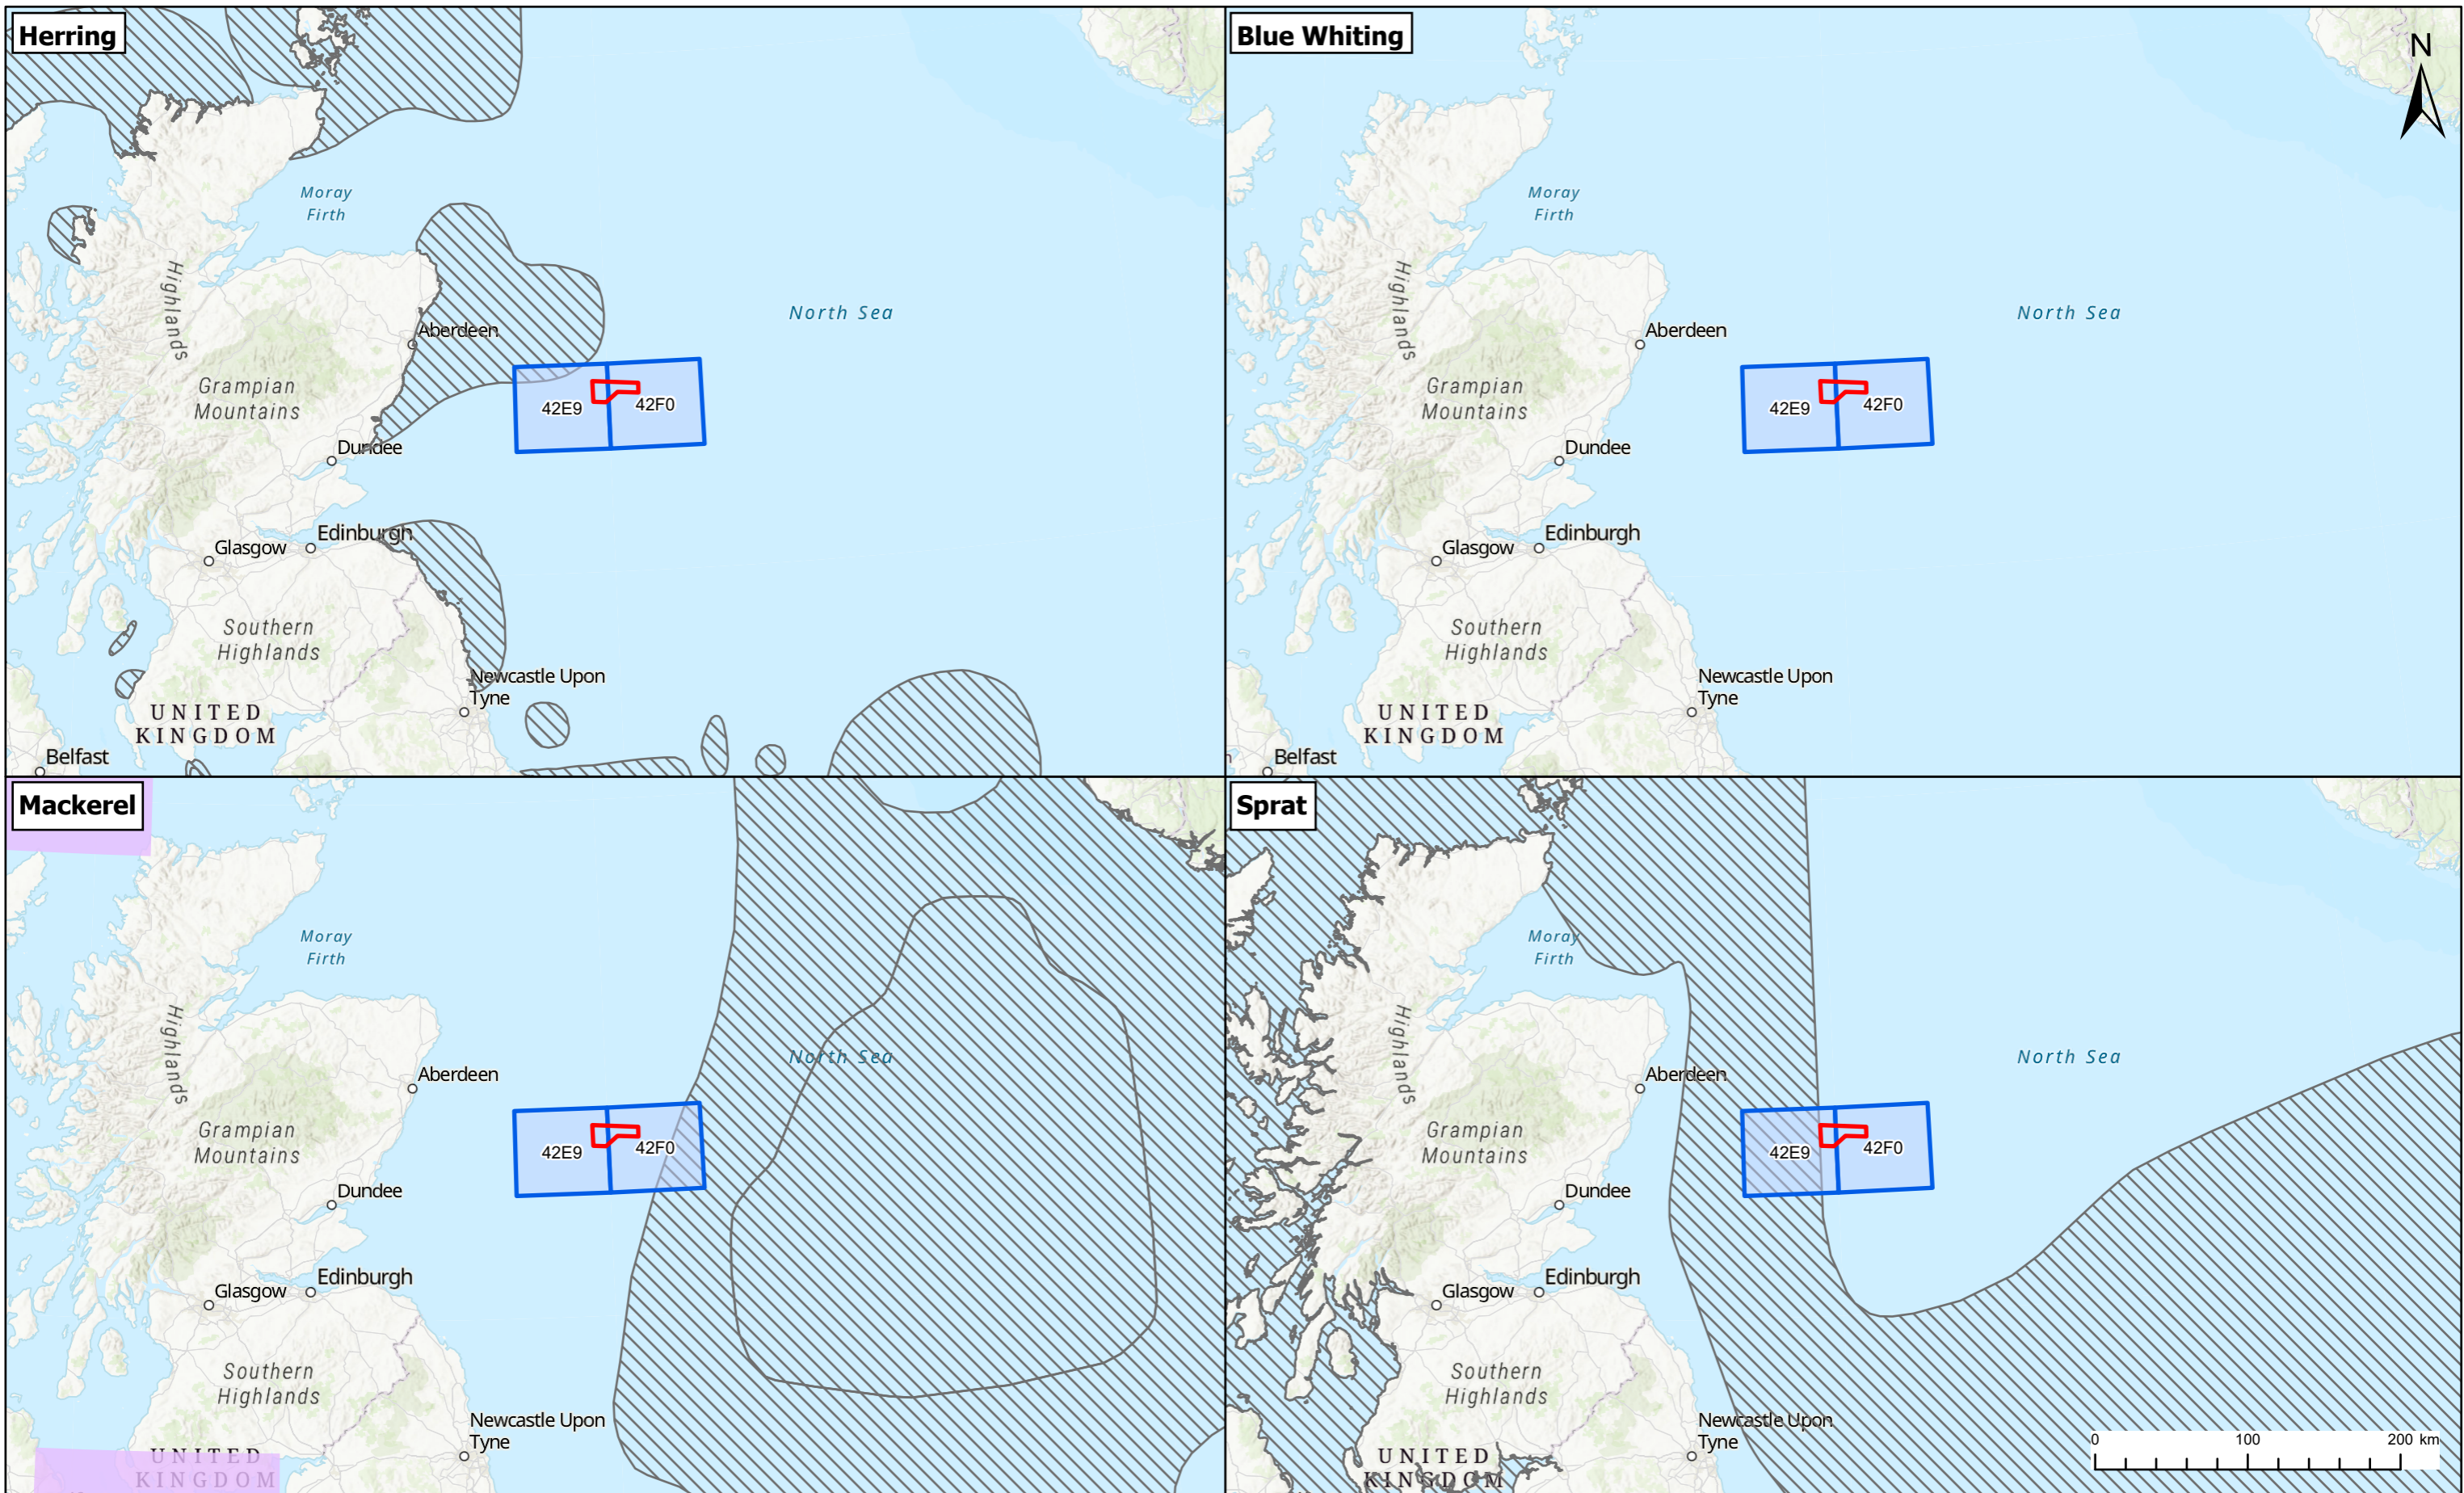 Herring
Moray
Firth
Highlands
North Sea
Aberdeen
Grampian
Mountains
42E9
42F0
Dundee
Edinburgh
Glasgow
Southern
Highlands
Newcastle Upon
Tyne
UNITED
KINGDOM
Belfast
Blue Whiting
N
Moray
Firth
Highlands
North Sea
Aberdeen
Grampian
Mountains
42E9
42F0
Dundee
Edinburgh
Glasgow
Southern
Highlands
Newcastle Upon
Tyne
UNITED
KINGDOM
Belfast
Mackerel
Moray
Firth
Highlands
North Sea
Aberdeen
Grampian
Mountains
42E9
42F0
Dundee
Edinburgh
Glasgow
Southern
Highlands
Newcastle Upon
Tyne
UNITED
KINGDOM
Sprat
Moray
Firth
Highlands
North Sea
Aberdeen
Grampian
Mountains
42E9
42F0
Dundee
Edinburgh
Glasgow
Southern
Highlands
Newcastle Upon
Tyne
UNITED
KINGDOM
0 100 200 km